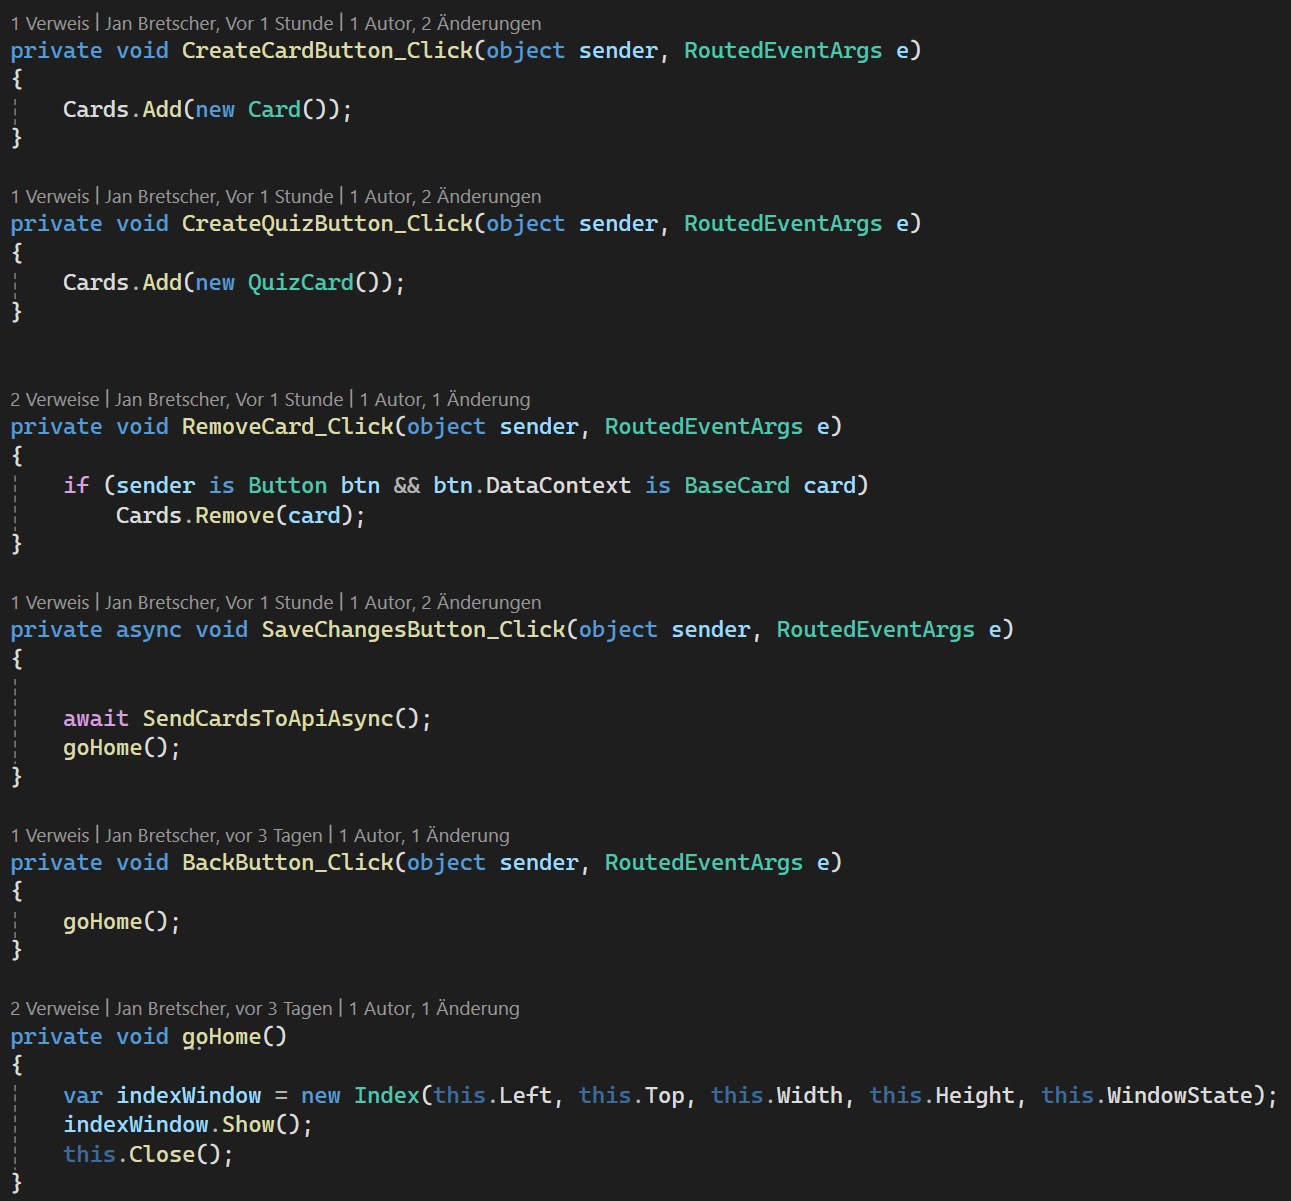 1 Verweis | Jan Bretscher, Vor 1 Stunde | 1 Autor, 2 Änderungen
private void CreateCardButton_Click(object sender, RoutedEventArgs e)
{
    Cards.Add(new Card());
}
1 Verweis | Jan Bretscher, Vor 1 Stunde | 1 Autor, 2 Änderungen
private void CreateQuizButton_Click(object sender, RoutedEventArgs e)
{
    Cards.Add(new QuizCard());
}
2 Verweise | Jan Bretscher, Vor 1 Stunde | 1 Autor, 1 Änderung
private void RemoveCard_Click(object sender, RoutedEventArgs e)
{
    if (sender is Button btn && btn.DataContext is BaseCard card)
        Cards.Remove(card);
}
1 Verweis | Jan Bretscher, Vor 1 Stunde | 1 Autor, 2 Änderungen
private async void SaveChangesButton_Click(object sender, RoutedEventArgs e)
{
    await SendCardsToApiAsync();
    goHome();
}
1 Verweis | Jan Bretscher, vor 3 Tagen | 1 Autor, 1 Änderung
private void BackButton_Click(object sender, RoutedEventArgs e)
{
    goHome();
}
2 Verweise | Jan Bretscher, vor 3 Tagen | 1 Autor, 1 Änderung
private void goHome()
{
    var indexWindow = new Index(this.Left, this.Top, this.Width, this.Height, this.WindowState);
    indexWindow.Show();
    this.Close();
}